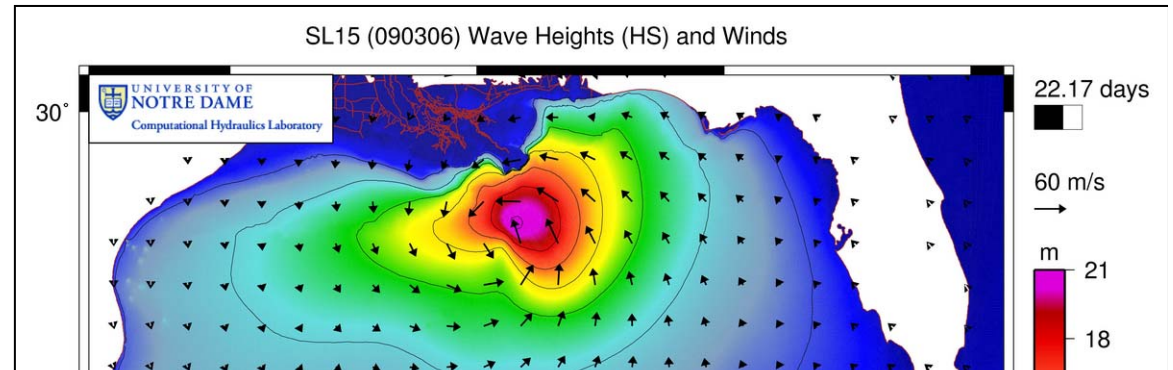 SL15 (090306) Wave Heights (HS) and Winds
UNIVERSITY OF
NOTRE DAME
Computational Hydraulics Laboratory
30°
22.17 days
60 m/s
m
21
18